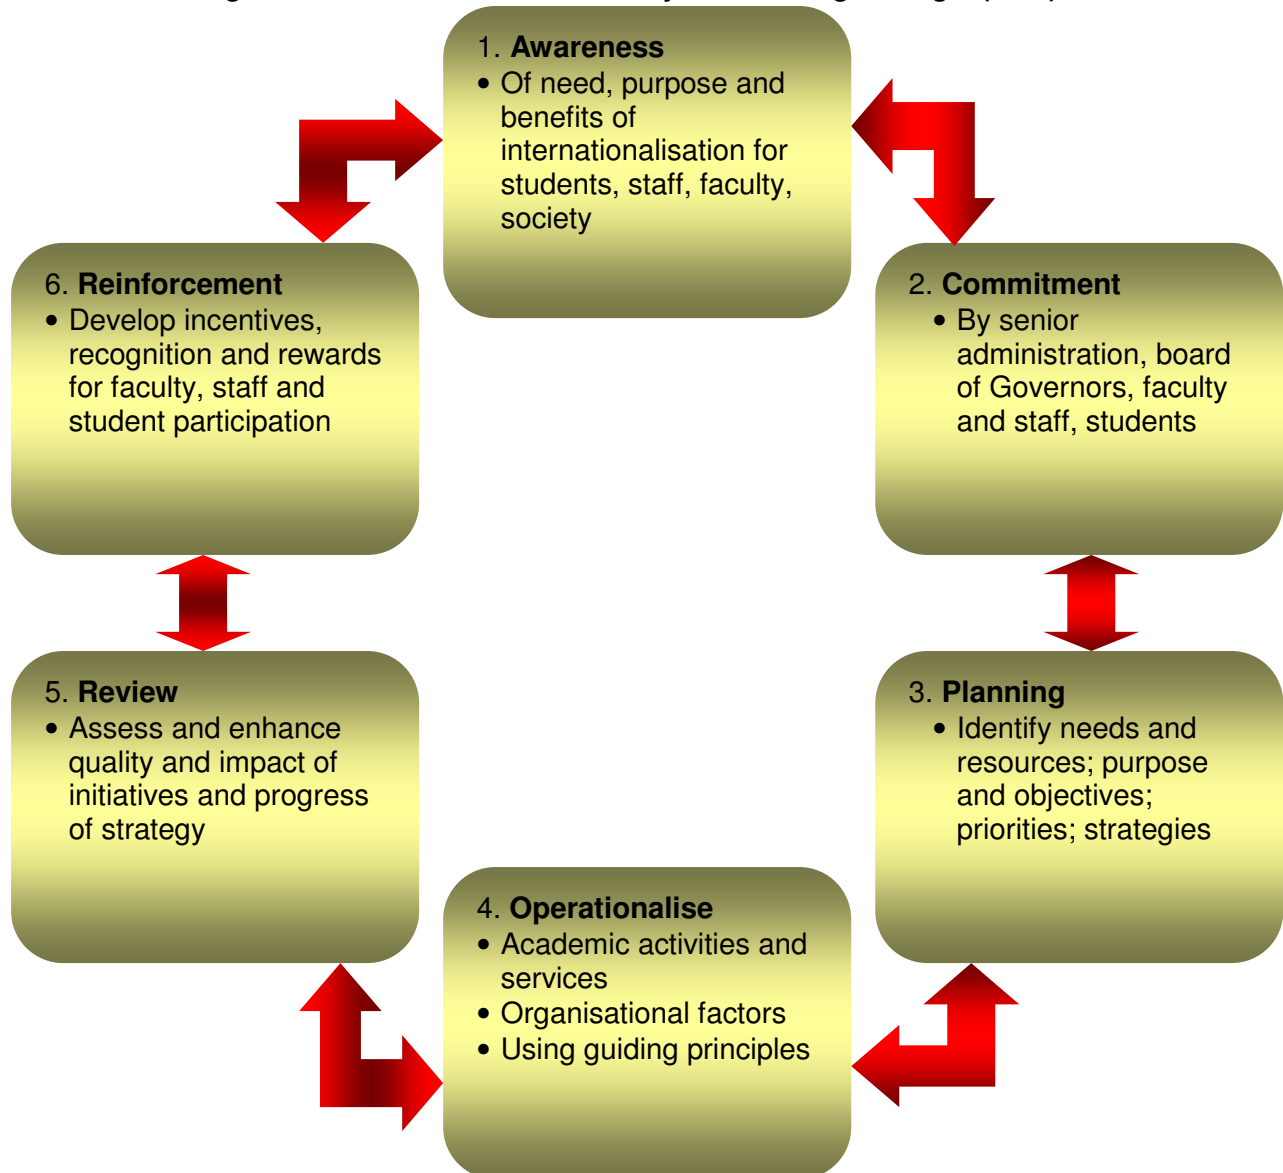 1. Awareness
• Of need, purpose and
benefits of
internationalisation for
students, staff, faculty,
society
2. Commitment
• By senior
administration, board
of Governors, faculty
and staff, students
3. Planning
• Identify needs and
resources; purpose
and objectives;
priorities; strategies
4. Operationalise
• Academic activities and
services
• Organisational factors
• Using guiding principles
5. Review
• Assess and enhance
quality and impact of
initiatives and progress
of strategy
6. Reinforcement
• Develop incentives,
recognition and rewards
for faculty, staff and
student participation